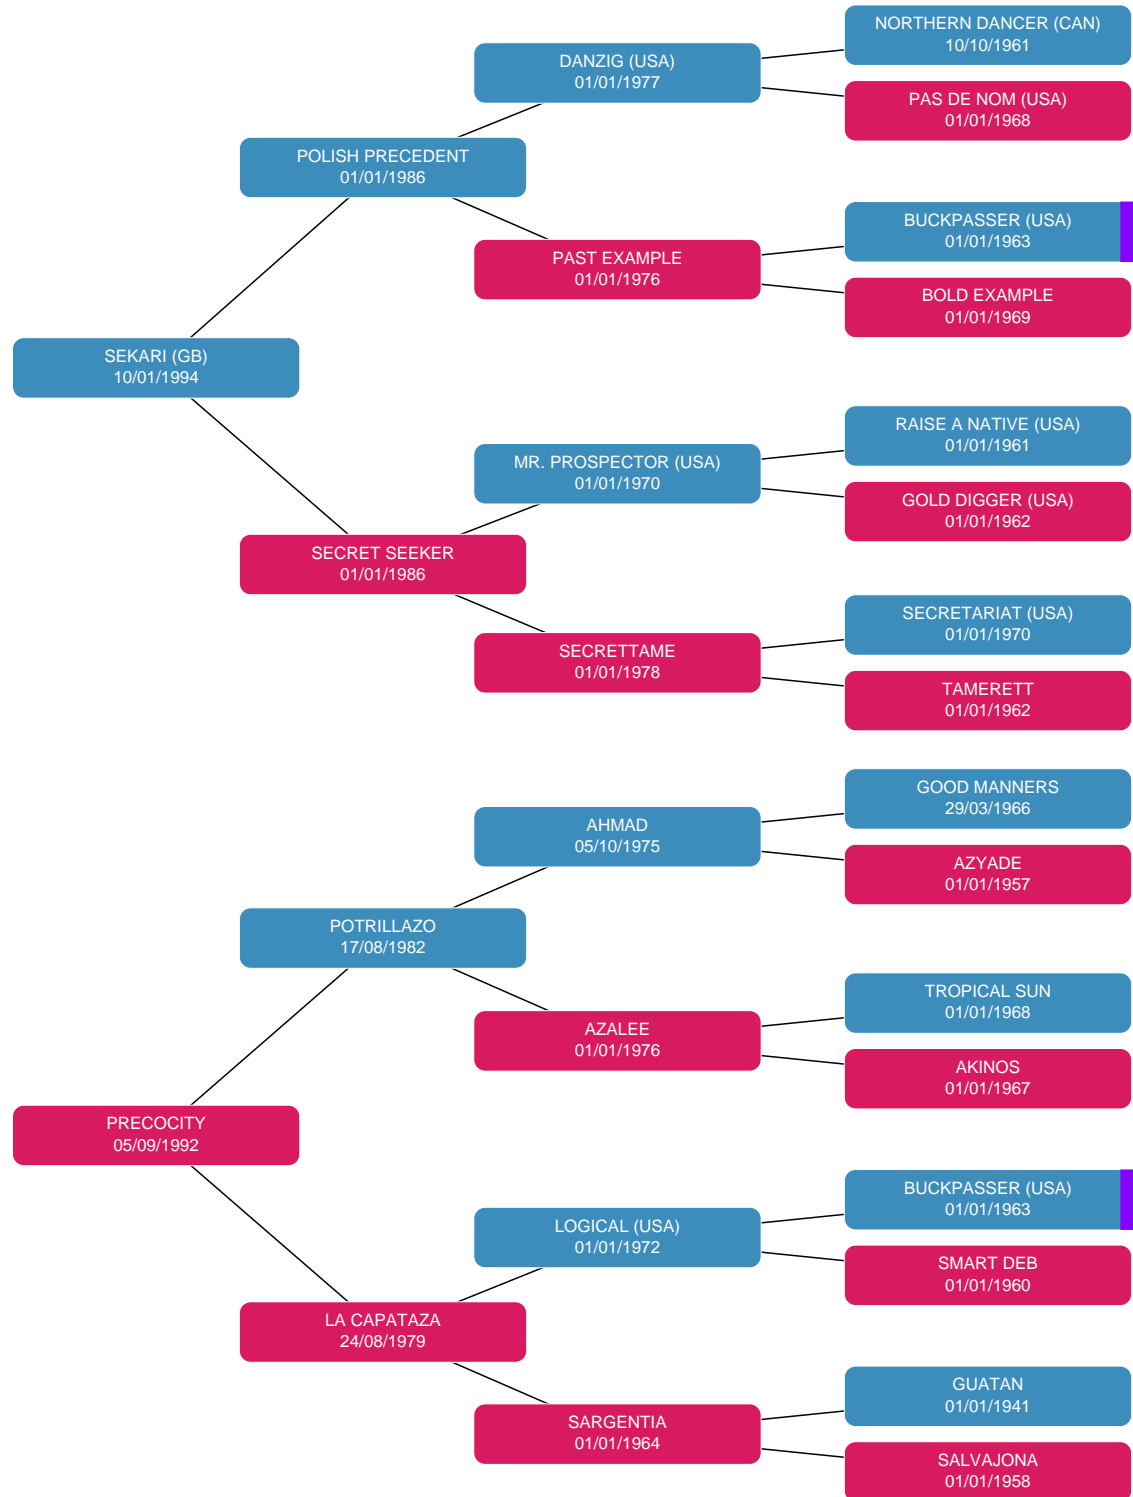 NORTHERN DANCER (CAN)
10/10/1961
DANZIG (USA)
01/01/1977
PAS DE NOM (USA)
01/01/1968
POLISH PRECEDENT
01/01/1986
BUCKPASSER (USA)
01/01/1963
PAST EXAMPLE
01/01/1976
BOLD EXAMPLE
01/01/1969
SEKARI (GB)
10/01/1994
RAISE A NATIVE (USA)
01/01/1961
MR. PROSPECTOR (USA)
01/01/1970
GOLD DIGGER (USA)
01/01/1962
SECRET SEEKER
01/01/1986
SECRETARIAT (USA)
01/01/1970
SECRETTAME
01/01/1978
TAMERETT
01/01/1962
GOOD MANNERS
29/03/1966
AHMAD
05/10/1975
AZYADE
01/01/1957
POTRILLAZO
17/08/1982
TROPICAL SUN
01/01/1968
AZALEE
01/01/1976
AKINOS
01/01/1967
PRECOCITY
05/09/1992
BUCKPASSER (USA)
01/01/1963
LOGICAL (USA)
01/01/1972
SMART DEB
01/01/1960
LA CAPATAZA
24/08/1979
GUATAN
01/01/1941
SARGENTIA
01/01/1964
SALVAJONA
01/01/1958